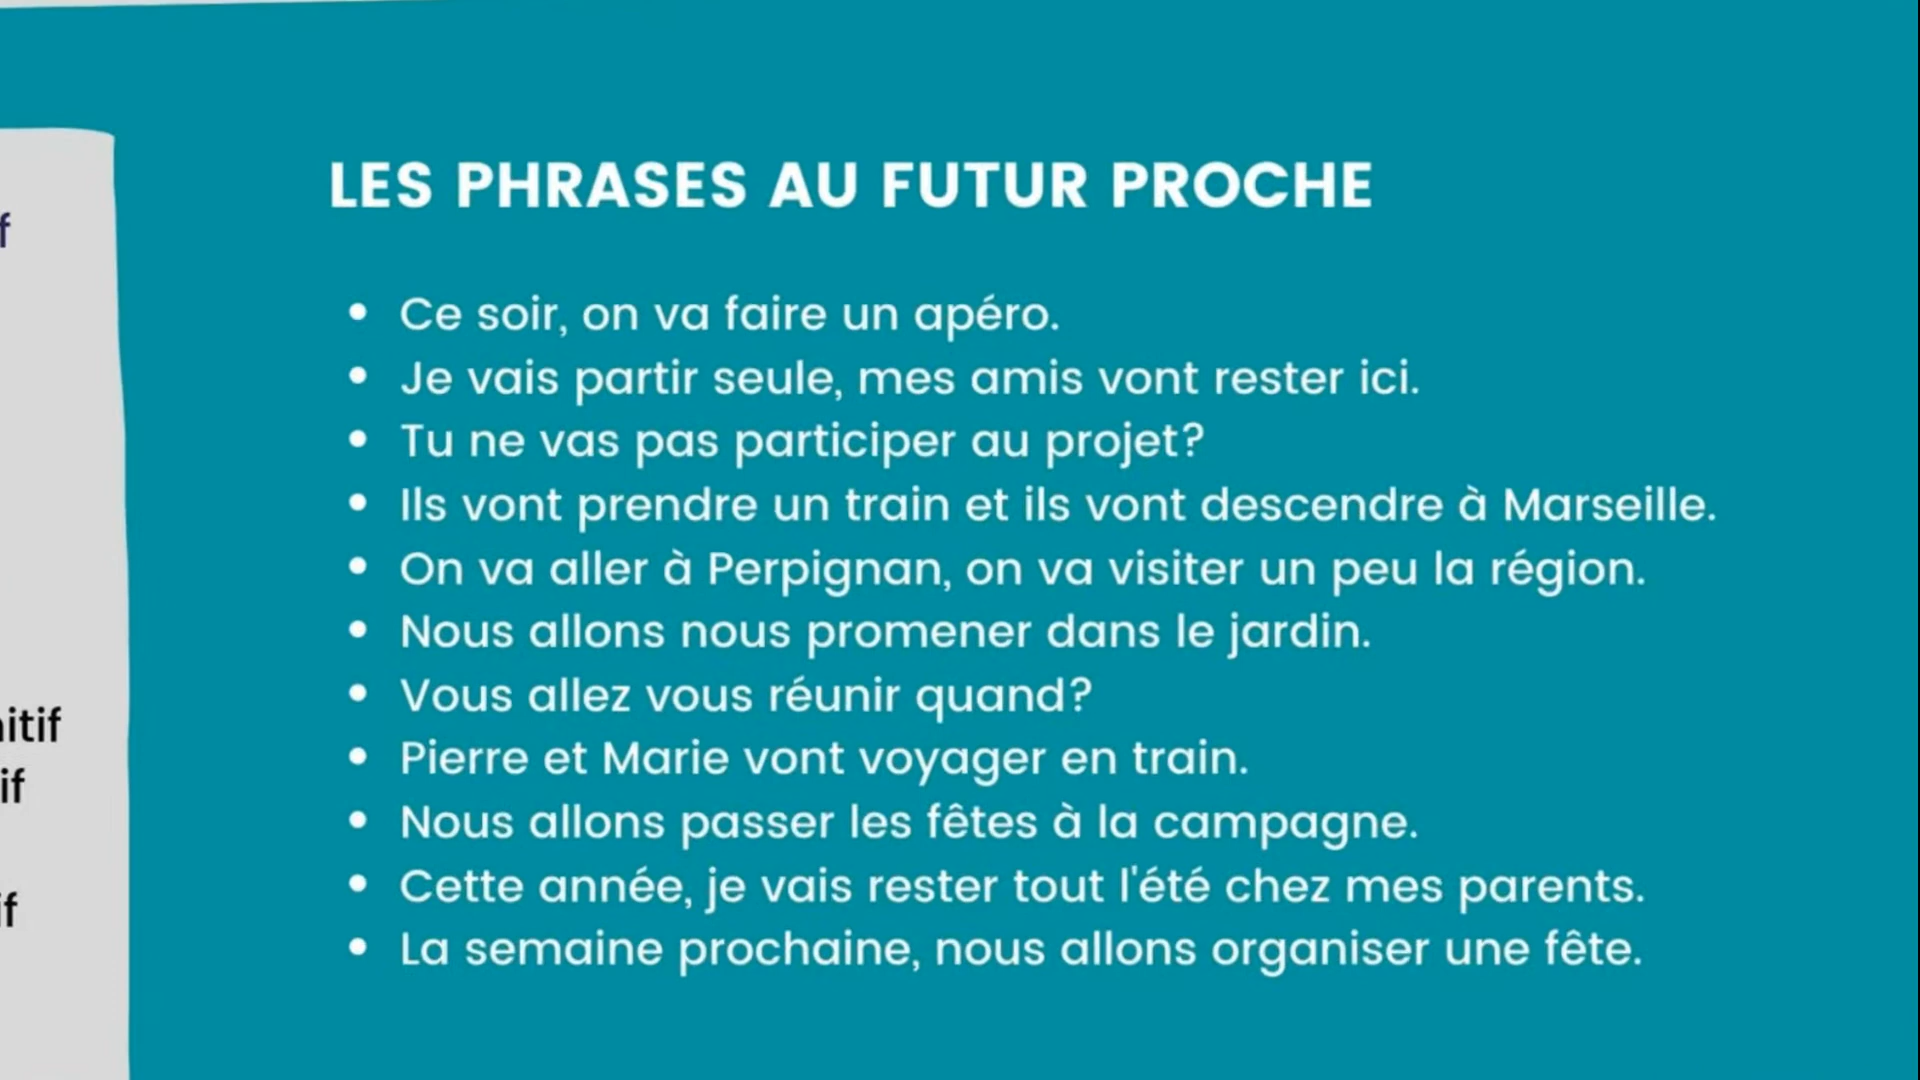 LES PHRASES AU FUTUR PROCHE
• Ce soir, on va faire un apéro.
• Je vais partir seule, mes amis vont rester ici.
• Tu ne vas pas participer au projet?
• Ils vont prendre un train et ils vont descendre à Marseille.
• On va aller à Perpignan, on va visiter un peu la région.
• Nous allons nous promener dans le jardin.
• Vous allez vous réunir quand?
• Pierre et Marie vont voyager en train.
• Nous allons passer les fêtes à la campagne.
• Cette année, je vais rester tout l'été chez mes parents.
• La semaine prochaine, nous allons organiser une fête.